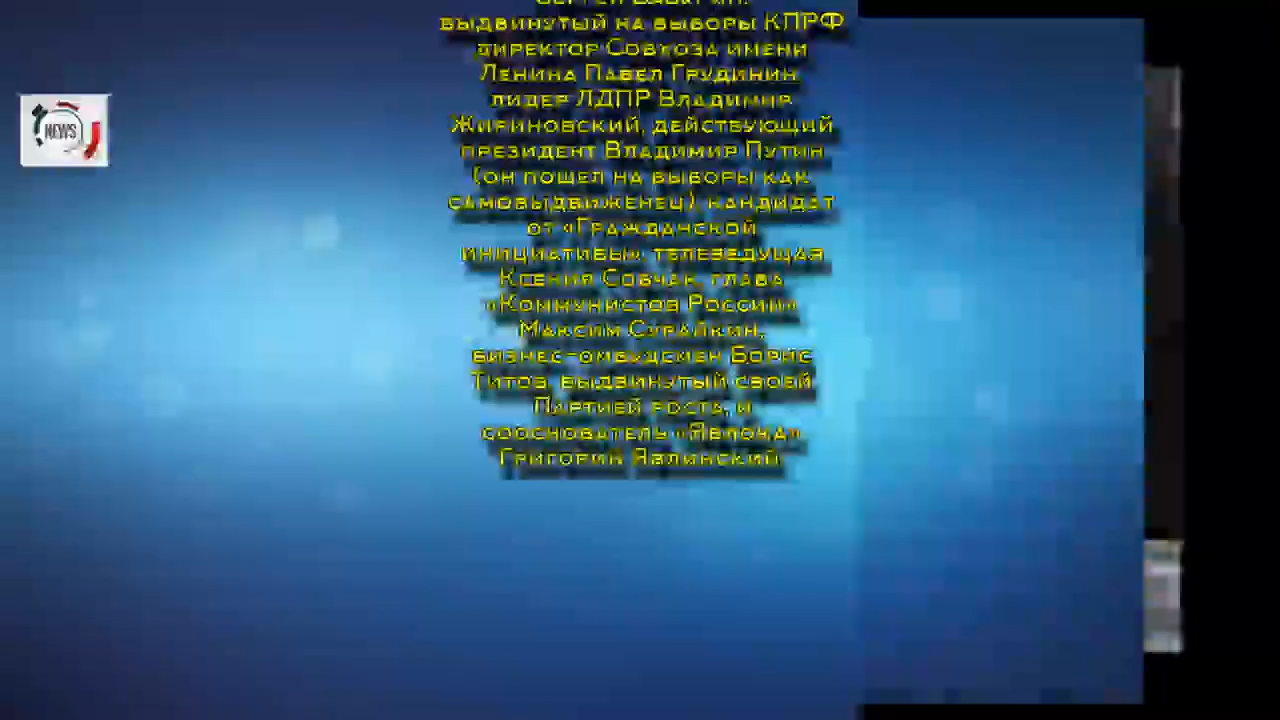 NEWS
выдвинутый на выборы КПРФ
директор Совхоза имени
Ленина Павел Грудинин
лидер ЛДПР Владимир
Жириновский, действующий
президент Владимир Путин
(он пошел на выборы как
самовыдвиженец), кандидат
от «Гражданской
инициативы» телеведущая
Ксения Собчак, глава
«Коммунистов России»
Максим Сурайкин,
бизнес-омбудсмен Борис
Титов, выдвинутый своей
Партией роста, и
сооснователь «Яблока»
Григорий Явлинский